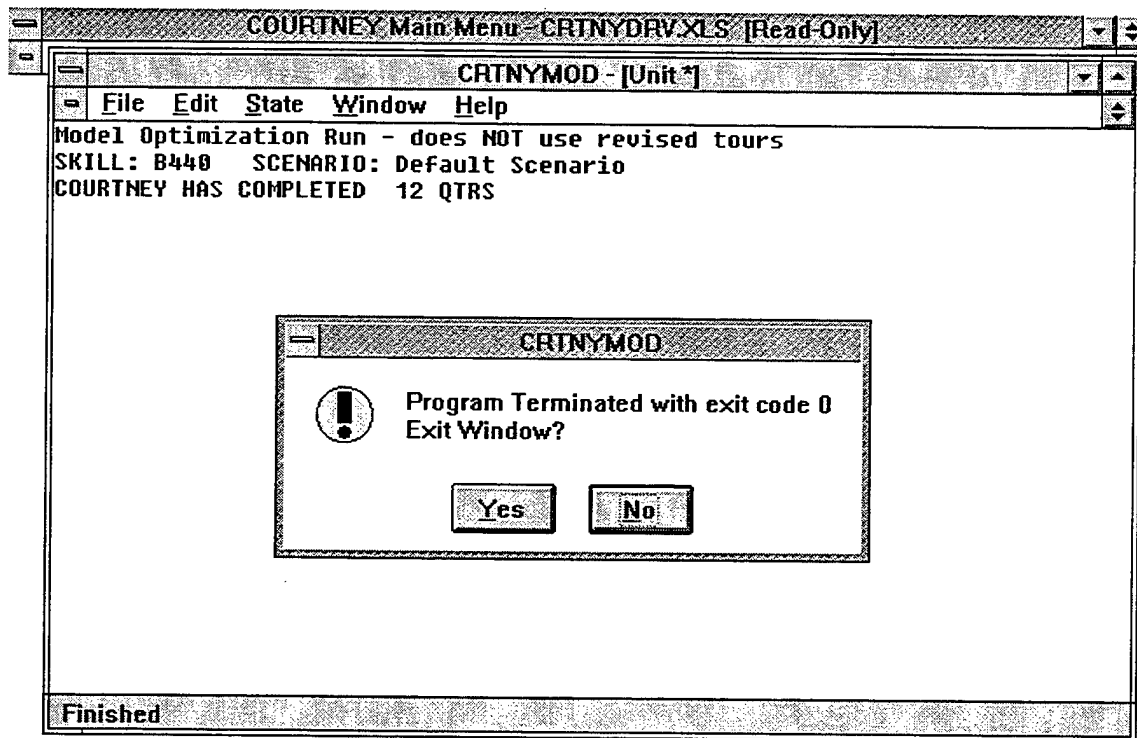 COURTNEY Main Menu - CRTNYDRV.XLS [Read-Only]
CRTNYMOD - [Unit *]
File Edit State Window Help
Model Optimization Run - does NOT use revised tours
SKILL: B440 SCENARIO: Default Scenario
COURTNEY HAS COMPLETED 12 QTRS
CRTNYMOD
Program Terminated with exit code 0
Exit Window?
Yes No
Finished